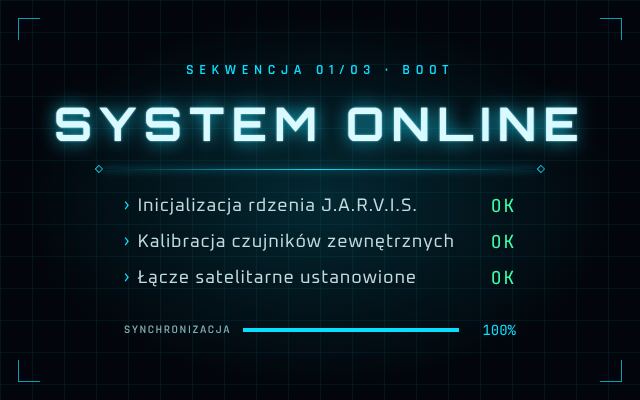 SEKWENCJA 01/03 · BOOT
SYSTEM ONLINE
› Inicjalizacja rdzenia J.A.R.V.I.S. OK
› Kalibracja czujników zewnętrznych OK
› Łącze satelitarne ustanowione OK
SYNCHRONIZACJA 100%